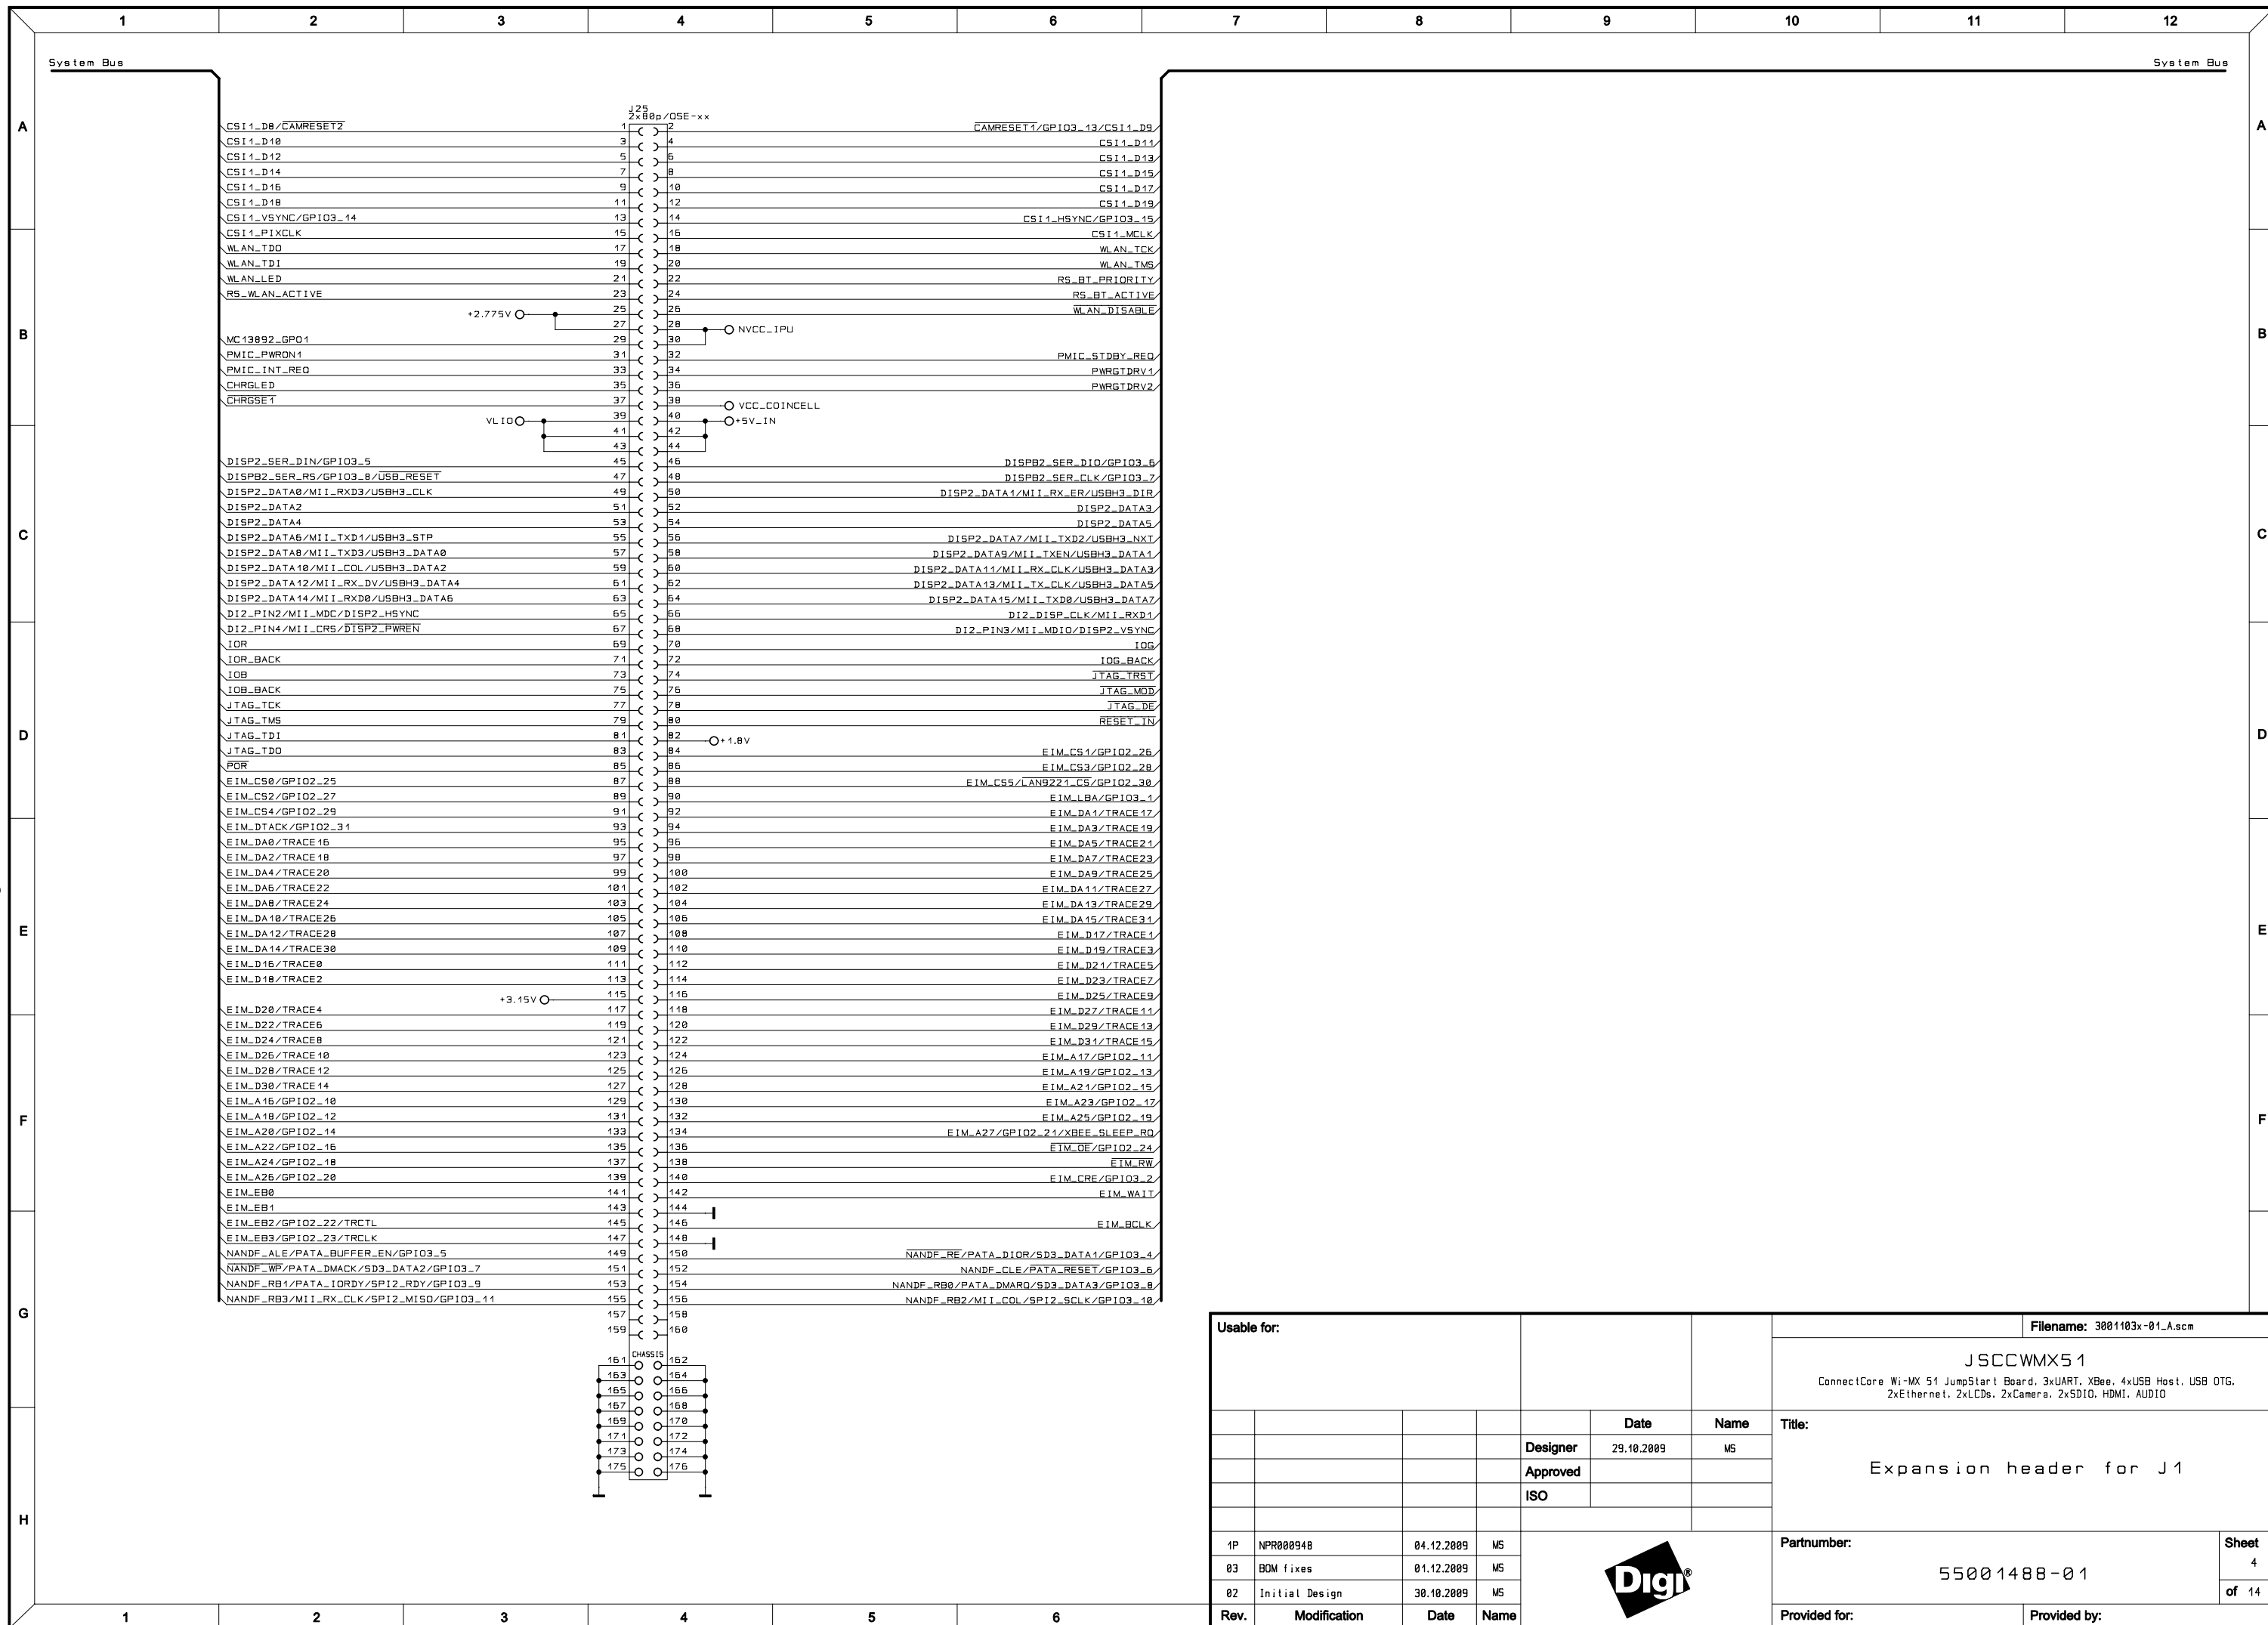 1 2 3 4 5 6 7 8 9 10 11 12
System Bus System Bus
J25
2x80p/QSE-xx
A A
CSI1_D8/CAMRESET2 1 2 CAMRESET1/GPIO3_13/CSI1_D9
CSI1_D10 3 4 CSI1_D11
CSI1_D12 5 6 CSI1_D13
CSI1_D14 7 8 CSI1_D15
CSI1_D16 9 10 CSI1_D17
CSI1_D18 11 12 CSI1_D19
CSI1_VSYNC/GPIO3_14 13 14 CSI1_HSYNC/GPIO3_15
CSI1_PIXCLK 15 16 CSI1_MCLK
WLAN_TDO 17 18 WLAN_TCK
WLAN_TDI 19 20 WLAN_TMS
WLAN_LED 21 22 RS_BT_PRIORITY
RS_WLAN_ACTIVE 23 24 RS_BT_ACTIVE
+2.775V 25 26 WLAN_DISABLE
27 28 NVCC_IPU
B B
MC13892_GPO1 29 30
PMIC_PWRON1 31 32 PMIC_STDBY_REQ
PMIC_INT_REQ 33 34 PWRGTDRV1
CHRGLED 35 36 PWRGTDRV2
CHRGSE1 37 38 VCC_COINCELL
VLIO 39 40 +5V_IN
41 42
43 44
DISP2_SER_DIN/GPIO3_5 45 46 DISPB2_SER_DIO/GPIO3_6
DISPB2_SER_RS/GPIO3_8/USB_RESET 47 48 DISPB2_SER_CLK/GPIO3_7
DISP2_DATA0/MII_RXD3/USBH3_CLK 49 50 DISP2_DATA1/MII_RX_ER/USBH3_DIR
DISP2_DATA2 51 52 DISP2_DATA3
DISP2_DATA4 53 54 DISP2_DATA5
C C
DISP2_DATA6/MII_TXD1/USBH3_STP 55 56 DISP2_DATA7/MII_TXD2/USBH3_NXT
DISP2_DATA8/MII_TXD3/USBH3_DATA0 57 58 DISP2_DATA9/MII_TXEN/USBH3_DATA1
DISP2_DATA10/MII_COL/USBH3_DATA2 59 60 DISP2_DATA11/MII_RX_CLK/USBH3_DATA3
DISP2_DATA12/MII_RX_DV/USBH3_DATA4 61 62 DISP2_DATA13/MII_TX_CLK/USBH3_DATA5
DISP2_DATA14/MII_RXD0/USBH3_DATA6 63 64 DISP2_DATA15/MII_TXD0/USBH3_DATA7
DI2_PIN2/MII_MDC/DISP2_HSYNC 65 66 DI2_DISP_CLK/MII_RXD1
DI2_PIN4/MII_CRS/DISP2_PWREN 67 68 DI2_PIN3/MII_MDIO/DISP2_VSYNC
IOR 69 70 IOG
IOR_BACK 71 72 IOG_BACK
IOB 73 74 JTAG_TRST
IOB_BACK 75 76 JTAG_MOD
JTAG_TCK 77 78 JTAG_DE
JTAG_TMS 79 80 RESET_IN
D D
JTAG_TDI 81 82 +1.8V
JTAG_TDO 83 84 EIM_CS1/GPIO2_26
POR 85 86 EIM_CS3/GPIO2_28
EIM_CS0/GPIO2_25 87 88 EIM_CS5/LAN9221_CS/GPIO2_30
EIM_CS2/GPIO2_27 89 90 EIM_LBA/GPIO3_1
EIM_CS4/GPIO2_29 91 92 EIM_DA1/TRACE17
EIM_DTACK/GPIO2_31 93 94 EIM_DA3/TRACE19
EIM_DA0/TRACE16 95 96 EIM_DA5/TRACE21
EIM_DA2/TRACE18 97 98 EIM_DA7/TRACE23
EIM_DA4/TRACE20 99 100 EIM_DA9/TRACE25
EIM_DA6/TRACE22 101 102 EIM_DA11/TRACE27
EIM_DA8/TRACE24 103 104 EIM_DA13/TRACE29
EIM_DA10/TRACE26 105 106 EIM_DA15/TRACE31
E E
EIM_DA12/TRACE28 107 108 EIM_D17/TRACE1
EIM_DA14/TRACE30 109 110 EIM_D19/TRACE3
EIM_D16/TRACE0 111 112 EIM_D21/TRACE5
EIM_D18/TRACE2 113 114 EIM_D23/TRACE7
+3.15V 115 116 EIM_D25/TRACE9
EIM_D20/TRACE4 117 118 EIM_D27/TRACE11
EIM_D22/TRACE6 119 120 EIM_D29/TRACE13
EIM_D24/TRACE8 121 122 EIM_D31/TRACE15
EIM_D26/TRACE10 123 124 EIM_A17/GPIO2_11
EIM_D28/TRACE12 125 126 EIM_A19/GPIO2_13
EIM_D30/TRACE14 127 128 EIM_A21/GPIO2_15
EIM_A16/GPIO2_10 129 130 EIM_A23/GPIO2_17
EIM_A18/GPIO2_12 131 132 EIM_A25/GPIO2_19
F F
EIM_A20/GPIO2_14 133 134 EIM_A27/GPIO2_21/XBEE_SLEEP_RQ
EIM_A22/GPIO2_16 135 136 EIM_OE/GPIO2_24
EIM_A24/GPIO2_18 137 138 EIM_RW
EIM_A26/GPIO2_20 139 140 EIM_CRE/GPIO3_2
EIM_EB0 141 142 EIM_WAIT
EIM_EB1 143 144
EIM_EB2/GPIO2_22/TRCTL 145 146 EIM_BCLK
EIM_EB3/GPIO2_23/TRCLK 147 148
NANDF_ALE/PATA_BUFFER_EN/GPIO3_5 149 150 NANDF_RE/PATA_DIOR/SD3_DATA1/GPIO3_4
NANDF_WP/PATA_DMACK/SD3_DATA2/GPIO3_7 151 152 NANDF_CLE/PATA_RESET/GPIO3_6
NANDF_RB1/PATA_IORDY/SPI2_RDY/GPIO3_9 153 154 NANDF_RB0/PATA_DMARQ/SD3_DATA3/GPIO3_8
NANDF_RB3/MII_RX_CLK/SPI2_MISO/GPIO3_11 155 156 NANDF_RB2/MII_COL/SPI2_SCLK/GPIO3_10
G
157 158
159 160
CHASSIS
161 162
163 164
165 166
167 168
169 170
171 172
173 174
175 176
H
Usable for: Filename: 3001103x-01_A.scm
JSCCWMX51
ConnectCore Wi-MX 51 JumpStart Board, 3xUART, XBee, 4xUSB Host, USB OTG,
2xEthernet, 2xLCDs, 2xCamera, 2xSDIO, HDMI, AUDIO
Date Name Title:
Designer 29.10.2009 MS
Expansion header for J1
Approved
ISO
1P NPR000948 04.12.2009 MS
03 BOM fixes 01.12.2009 MS
02 Initial Design 30.10.2009 MS
Rev. Modification Date Name
Digi®
Partnumber: 55001488-01
Sheet 4 of 14
Provided for: Provided by:
1 2 3 4 5 6